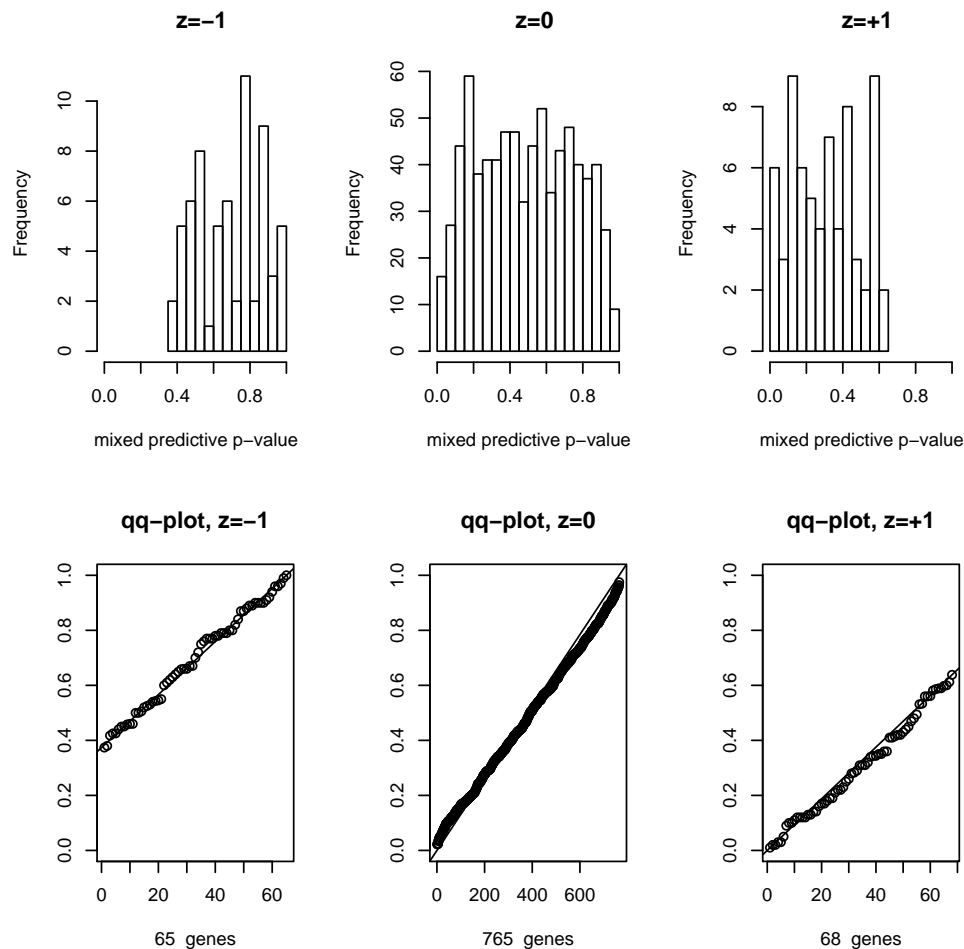 z=−1
Frequency
0 2 4 6 8 10
0.0 0.4 0.8
mixed predictive p−value
z=0
Frequency
0 10 20 30 40 50 60
0.0 0.4 0.8
mixed predictive p−value
z=+1
Frequency
0 2 4 6 8
0.0 0.4 0.8
mixed predictive p−value
qq−plot, z=−1
0.0 0.2 0.4 0.6 0.8 1.0
0 20 40 60
65 genes
qq−plot, z=0
0.0 0.2 0.4 0.6 0.8 1.0
0 200 400 600
765 genes
qq−plot, z=+1
0.0 0.2 0.4 0.6 0.8 1.0
0 20 40 60
68 genes